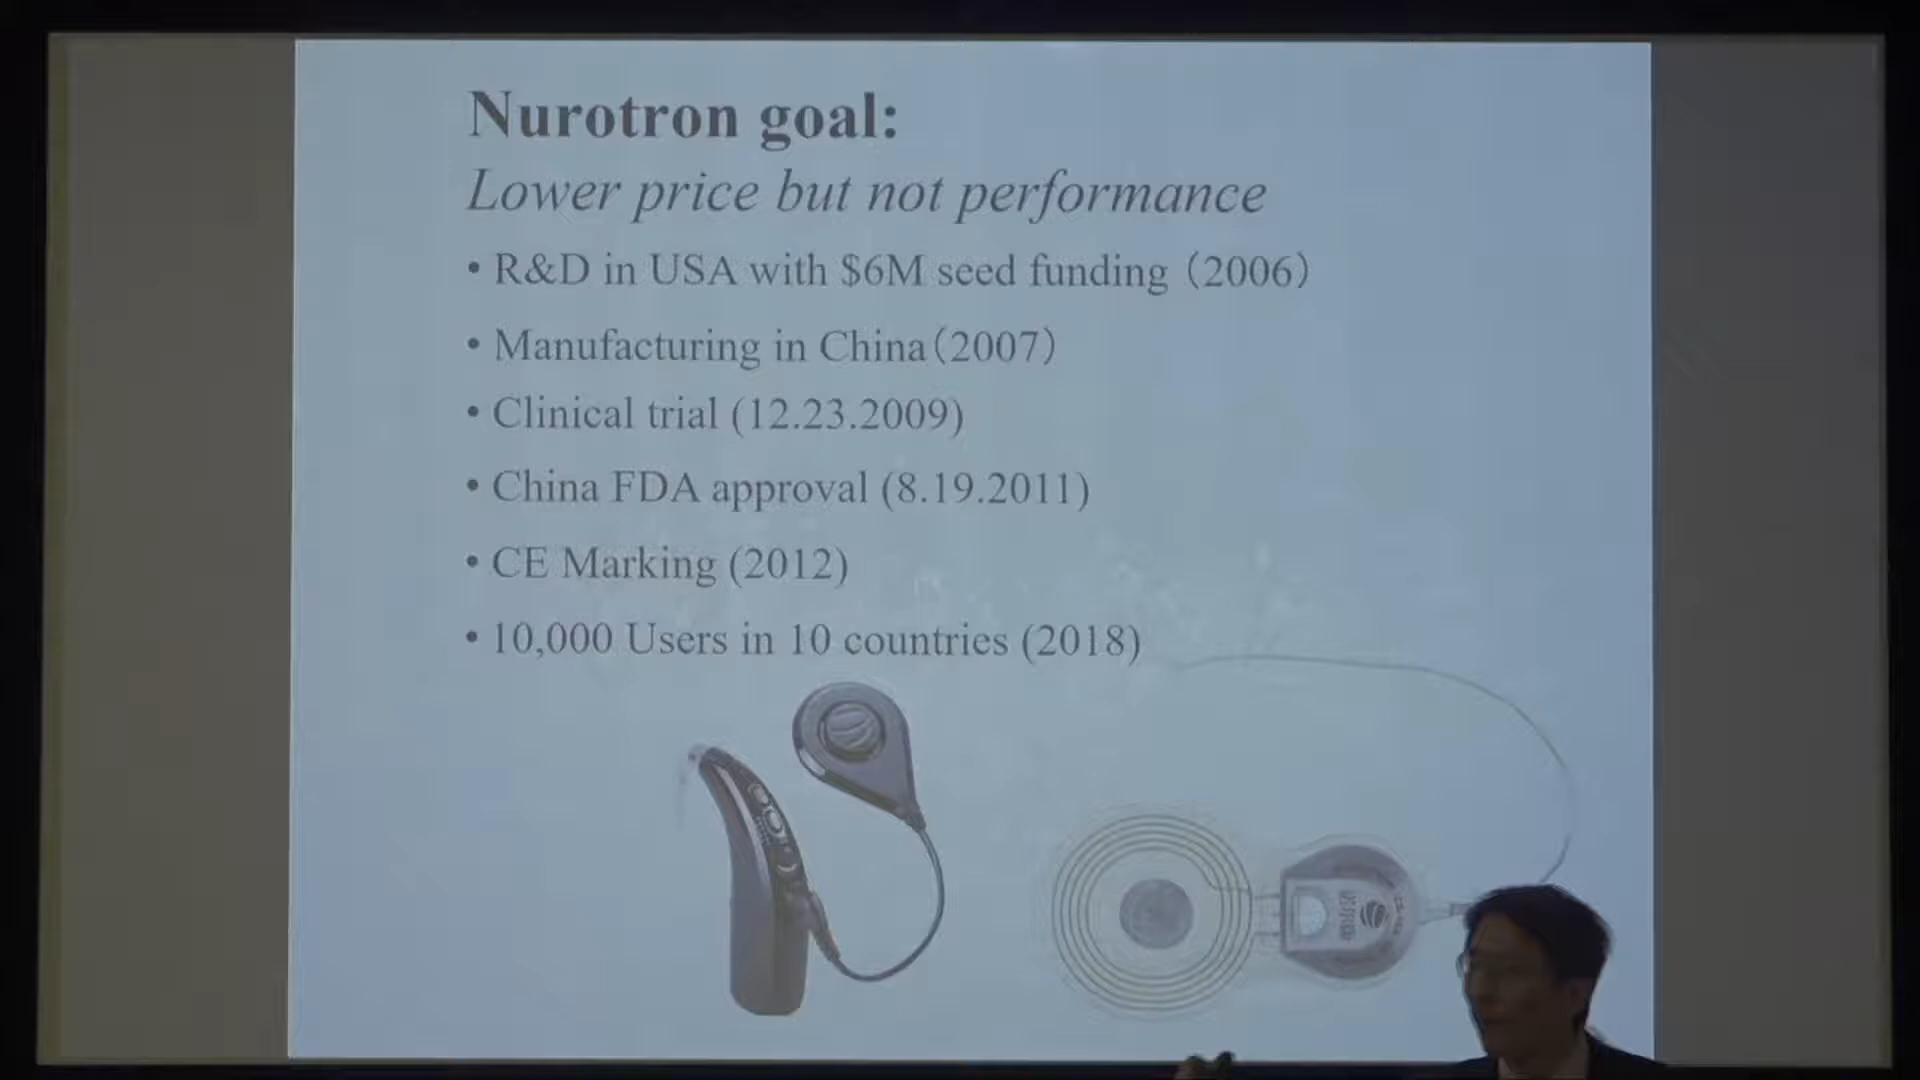 Nurotron goal:
Lower price but not performance
• R&D in USA with $6M seed funding（2006）
• Manufacturing in China（2007）
• Clinical trial (12.23.2009)
• China FDA approval (8.19.2011)
• CE Marking (2012)
• 10,000 Users in 10 countries (2018)